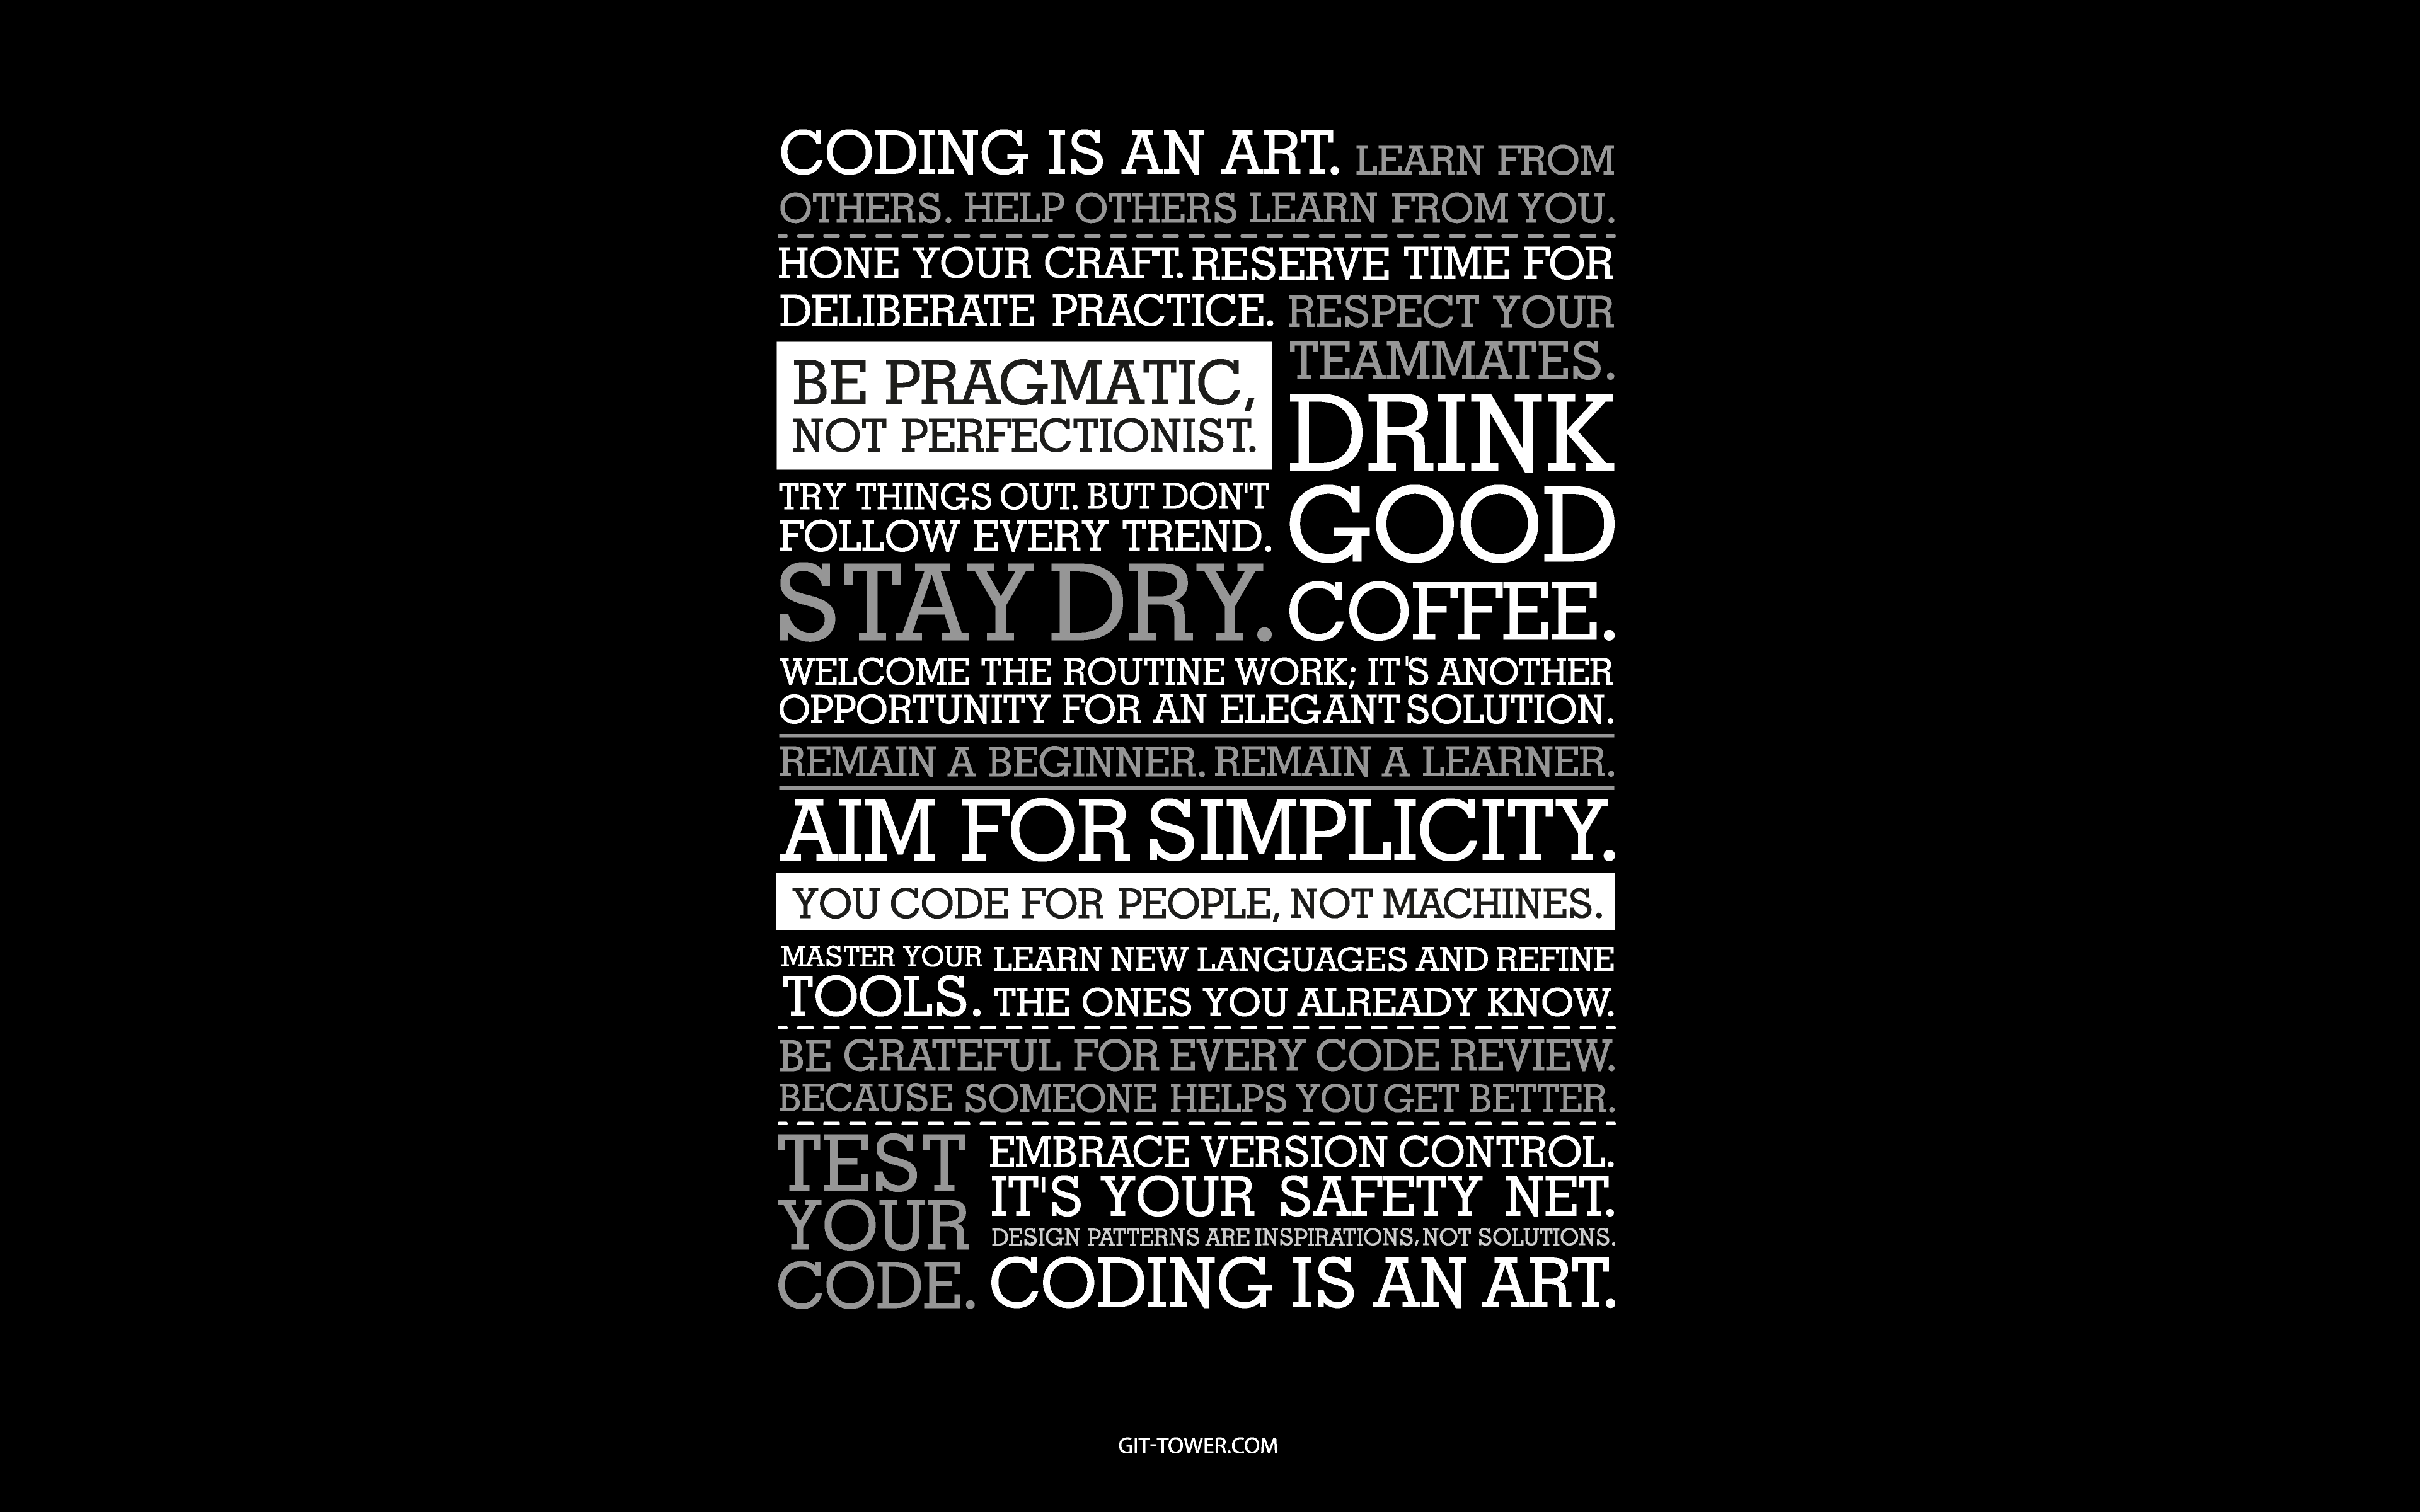 CODING IS AN ART. LEARN FROM
OTHERS. HELP OTHERS LEARN FROM YOU.
HONE YOUR CRAFT. RESERVE TIME FOR
DELIBERATE PRACTICE.
RESPECT YOUR
TEAMMATES.
BE PRAGMATIC,
NOT PERFECTIONIST.
DRINK
GOOD
COFFEE.
TRY THINGS OUT. BUT DON'T
FOLLOW EVERY TREND.
STAY DRY.
WELCOME THE ROUTINE WORK; IT'S ANOTHER
OPPORTUNITY FOR AN ELEGANT SOLUTION.
REMAIN A BEGINNER. REMAIN A LEARNER.
AIM FOR SIMPLICITY.
YOU CODE FOR PEOPLE, NOT MACHINES.
MASTER YOUR
TOOLS.
LEARN NEW LANGUAGES AND REFINE
THE ONES YOU ALREADY KNOW.
BE GRATEFUL FOR EVERY CODE REVIEW.
BECAUSE SOMEONE HELPS YOU GET BETTER.
TEST
YOUR
CODE.
EMBRACE VERSION CONTROL.
IT'S YOUR SAFETY NET.
DESIGN PATTERNS ARE INSPIRATIONS, NOT SOLUTIONS.
CODING IS AN ART.
GIT-TOWER.COM